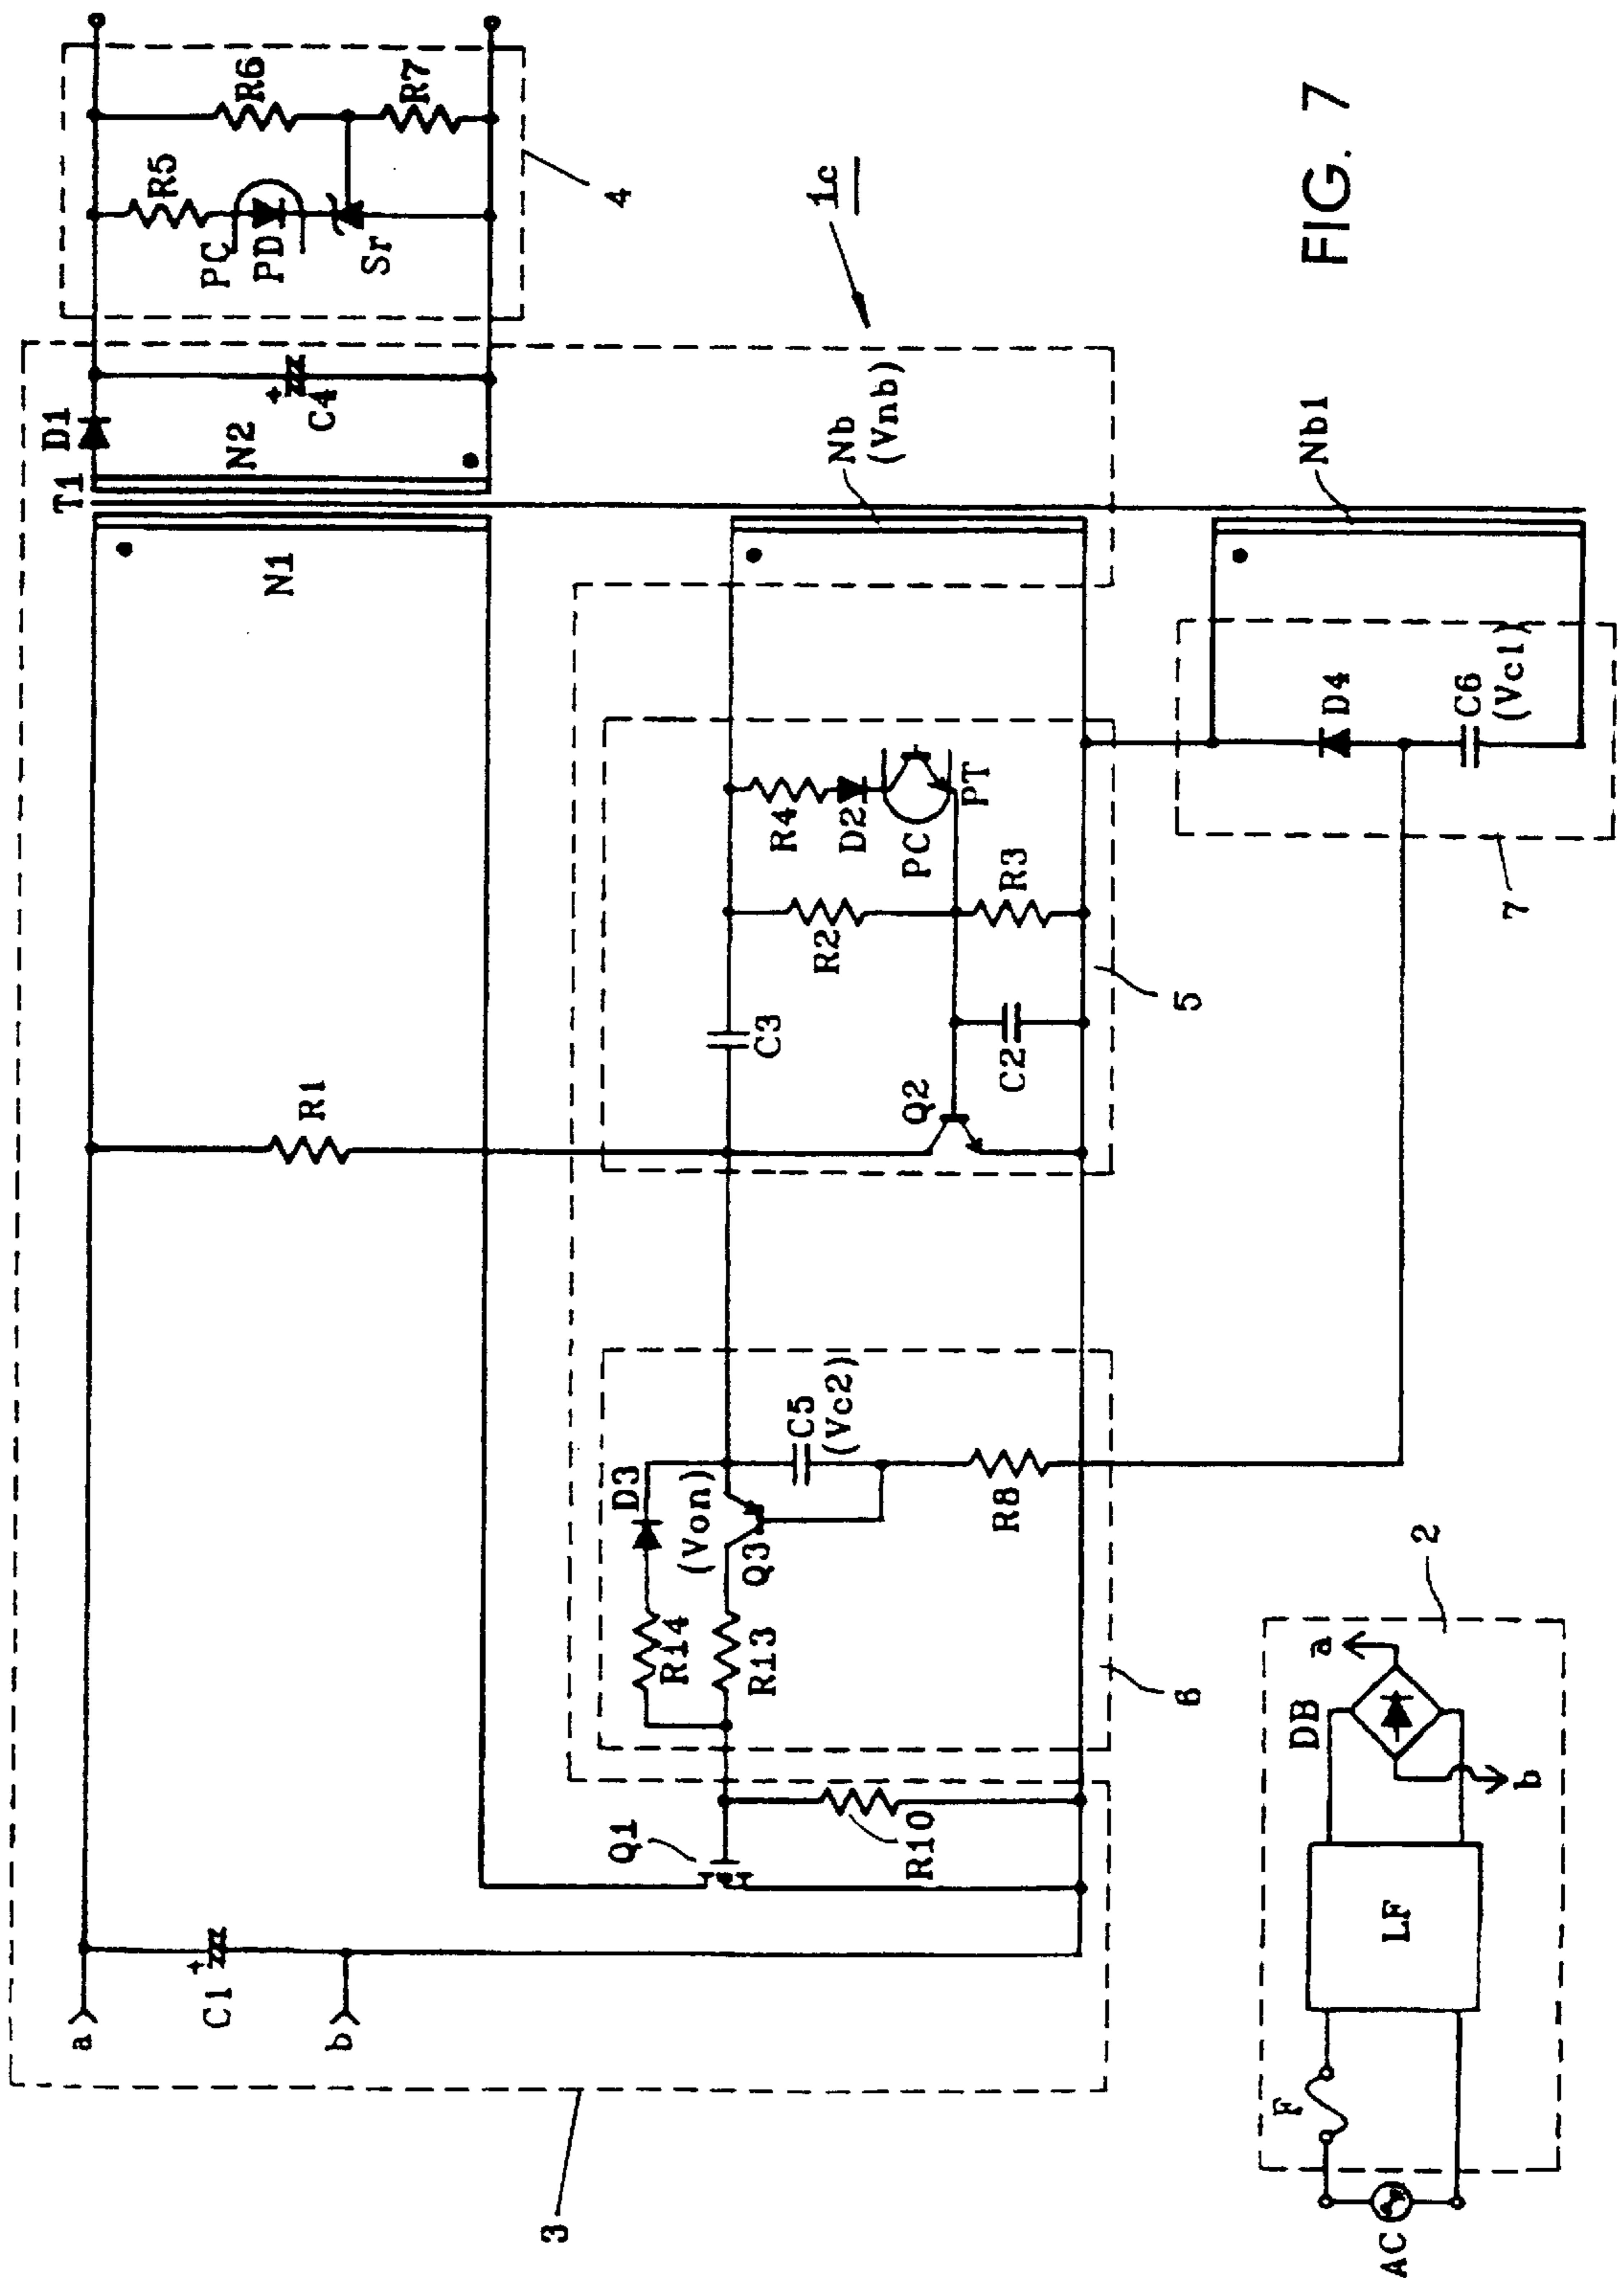 T1
D1
N2
C4
+
R5
PC
PD
Sr
R6
R7
4
N1
R1
1c
FIG. 7
Nb
(Vnb)
Nb1
R4
D2
PC
PT
R2
R3
C3
C2
Q2
5
D4
C6
(Vc1)
7
D3
(Von)
C5
(Vc2)
Q3
R14
R13
R8
6
Q1
R10
a
C1
+
b
3
2
a
DB
b
LF
F
AC